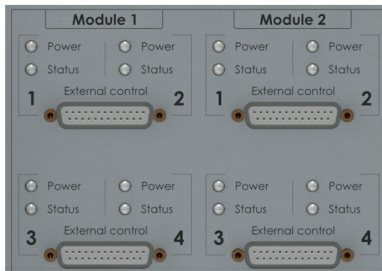 Module 1 Module 2
Power Power Power Power
Status Status Status Status
External control External control
1 2 1 2
Power Power Power Power
Status Status Status Status
External control External control
3 4 3 4